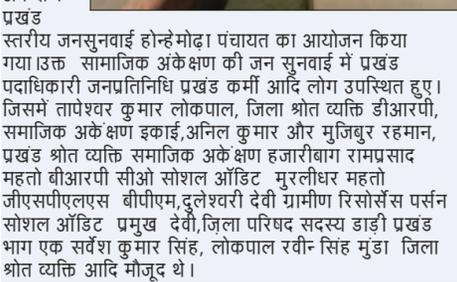 प्रखंड
स्तरीय जनसुनवाई होन्हेमोढ़ा पंचायत का आयोजन किया
गया।उक्त सामाजिक अंकेक्षण की जन सुनवाई में प्रखंड
पदाधिकारी जनप्रतिनिधि प्रखंड कर्मी आदि लोग उपस्थित हुए।
जिसमें तापेश्वर कुमार लोकपाल, जिला श्रोत व्यक्ति डीआरपी,
समाजिक अकेंक्षण इकाई,अनिल कुमार और मुजिबुर रहमान,
प्रखंड श्रोत व्यक्ति समाजिक अकेंक्षण हजारीबाग रामप्रसाद
महतो बीआरपी सीओ सोशल ऑडिट मुरलीधर महतो
जीएसपीएलएस बीपीएम,दुलेश्वरी देवी ग्रामीण रिसोर्सेस पर्सन
सोशल ऑडिट प्रमुख देवी,ज़िला परिषद सदस्य डाड़ी प्रखंड
भाग एक सर्वेश कुमार सिंह, लोकपाल रवीन्‍ सिंह मुंडा जिला
श्रोत व्यक्ति आदि मौजूद थे।